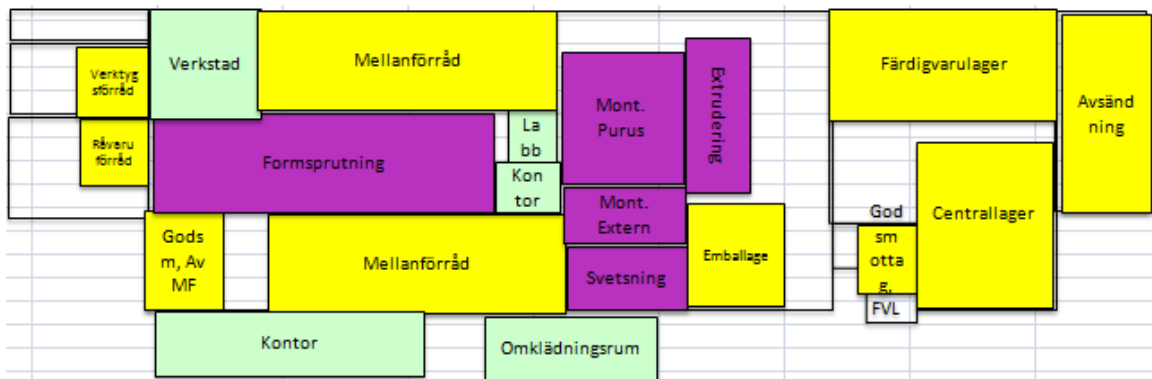 Verkstad
Mellanförråd
Verktyg
sförråd
Råvaru
förråd
Formsprutning
La
bb
Kon
tor
Mont.
Purus
Extrudering
Mont.
Extern
Svetsning
Emballage
Gods
m, Av
MF
Mellanförråd
Kontor
Omklädningsrum
Färdigvarulager
Avsänd
ning
Centrallager
God
sm
otta
g,
FVL